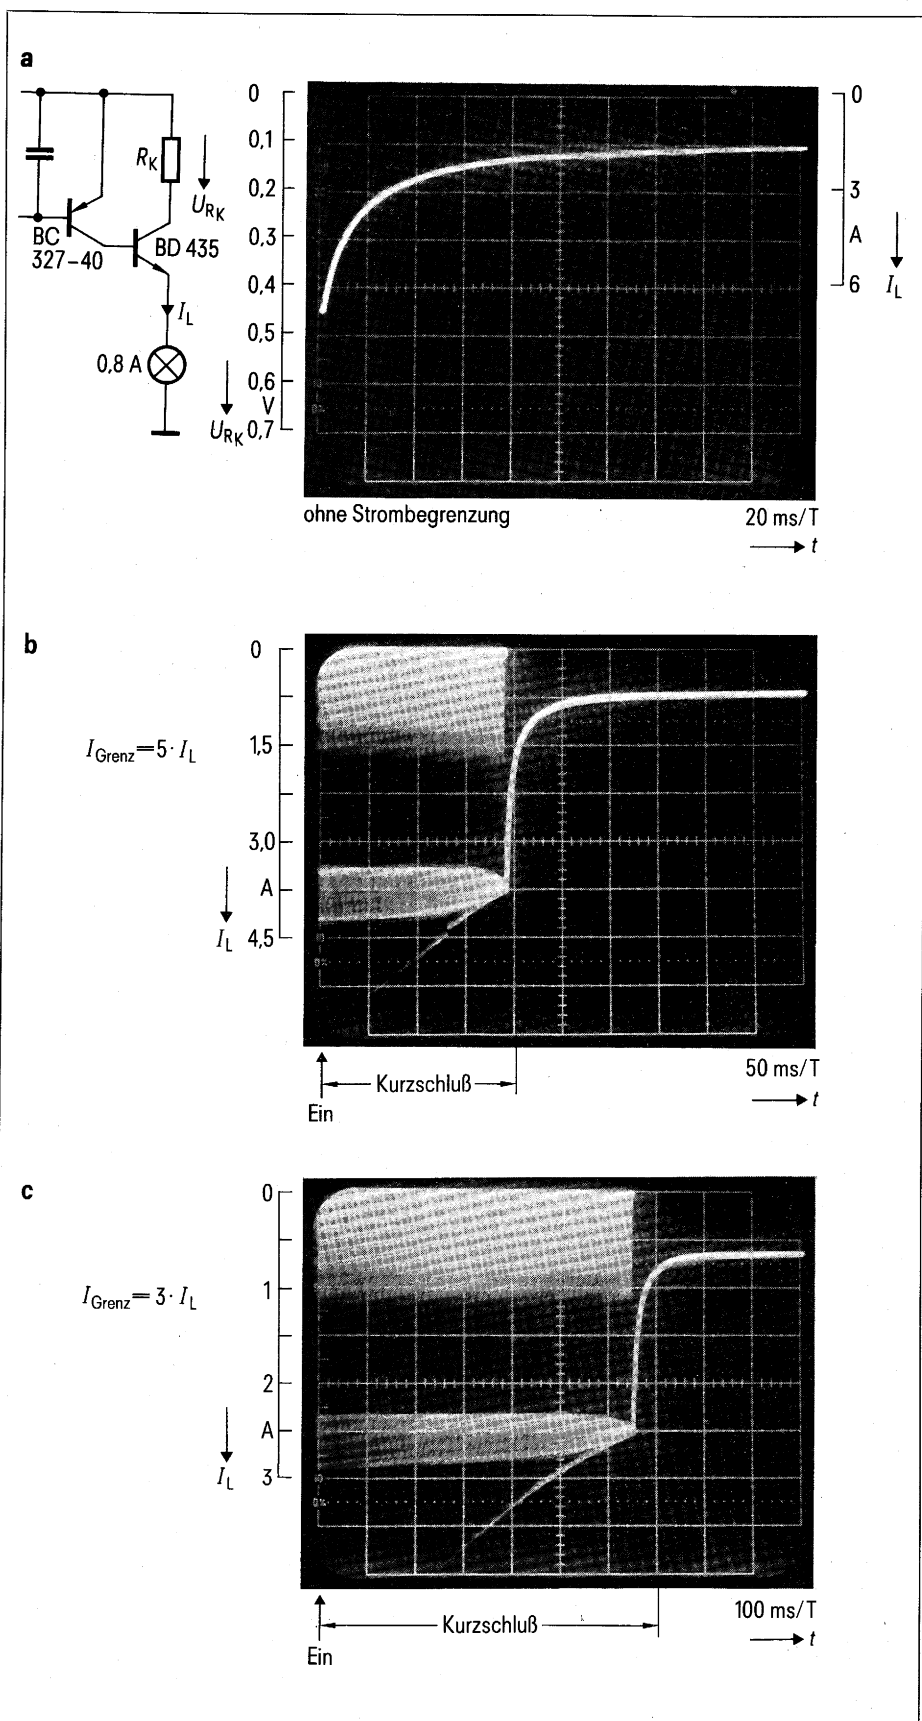 a
0
0,1
0,2
0,3
0,4
0,5
0,6
V
0,7
U_RK
R_K
U_RK
BC
327–40
BD 435
I_L
0,8 A
0
3
A
6
I_L
ohne Strombegrenzung
20 ms/T
t
b
I_Grenz=5·I_L
0
1,5
3,0
A
4,5
I_L
0%
50 ms/T
t
Kurzschluß
Ein
c
I_Grenz=3·I_L
0
1
2
A
3
I_L
0%
100 ms/T
t
Kurzschluß
Ein